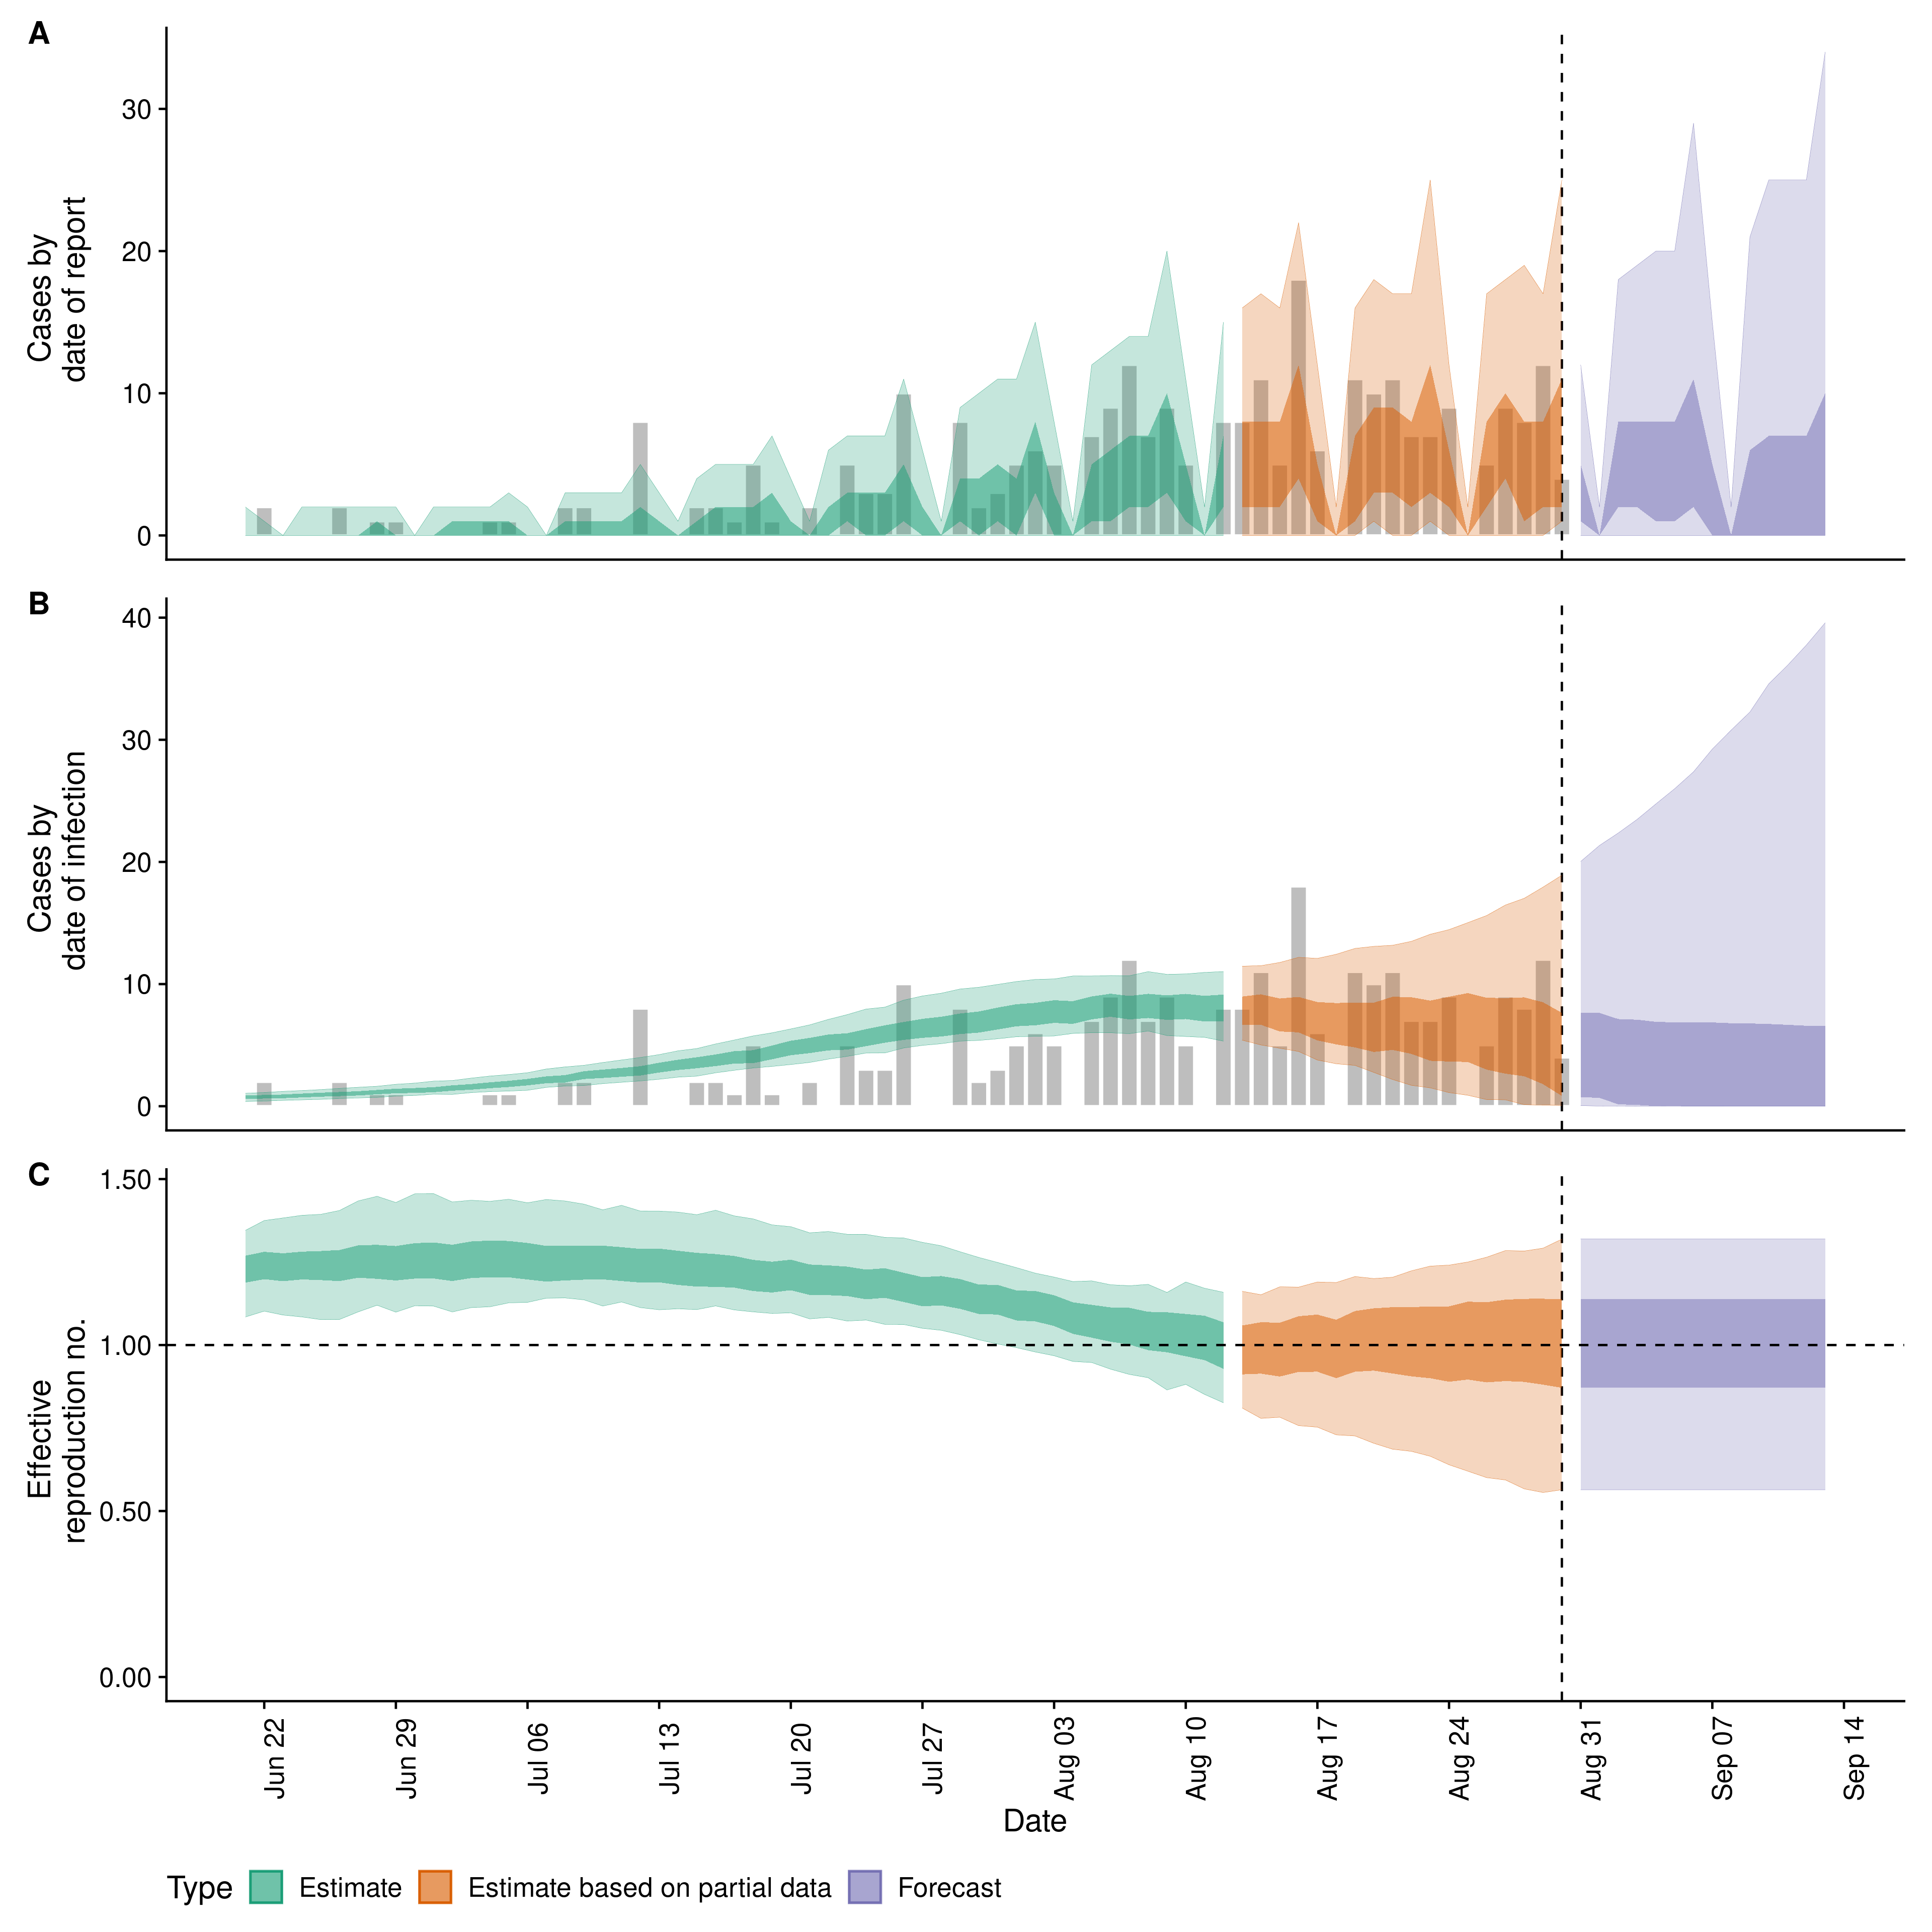 A
Cases by
date of report
30
20
10
0
B
Cases by
date of infection
40
30
20
10
0
C
Effective
reproduction no.
1.50
1.00
0.50
0.00
Jun 22
Jun 29
Jul 06
Jul 13
Jul 20
Jul 27
Aug 03
Aug 10
Aug 17
Aug 24
Aug 31
Sep 07
Sep 14
Date
Type Estimate Estimate based on partial data Forecast